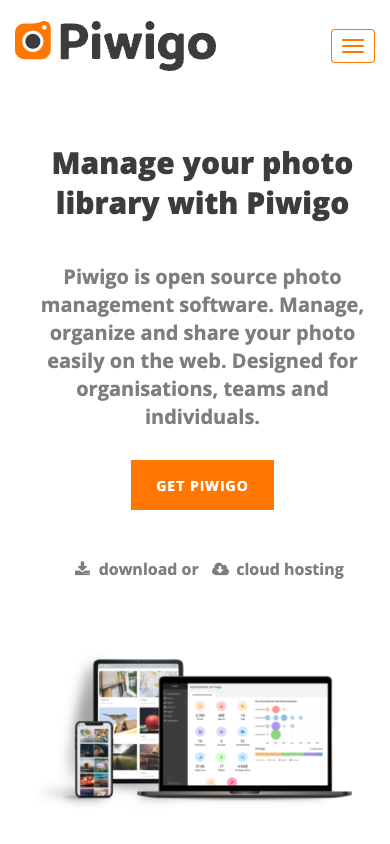 Piwigo
Manage your photo
library with Piwigo
Piwigo is open source photo
management software. Manage,
organize and share your photo
easily on the web. Designed for
organisations, teams and
individuals.
GET PIWIGO
download or cloud hosting